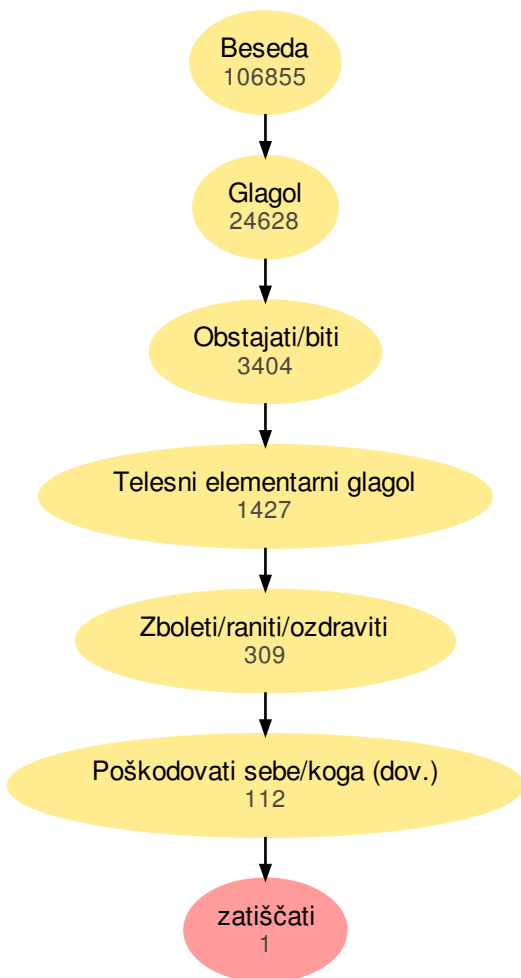 Beseda
106855
Glagol
24628
Obstajati/biti
3404
Telesni elementarni glagol
1427
Zboleti/raniti/ozdraviti
309
Poškodovati sebe/koga (dov.)
112
zatiščati
1